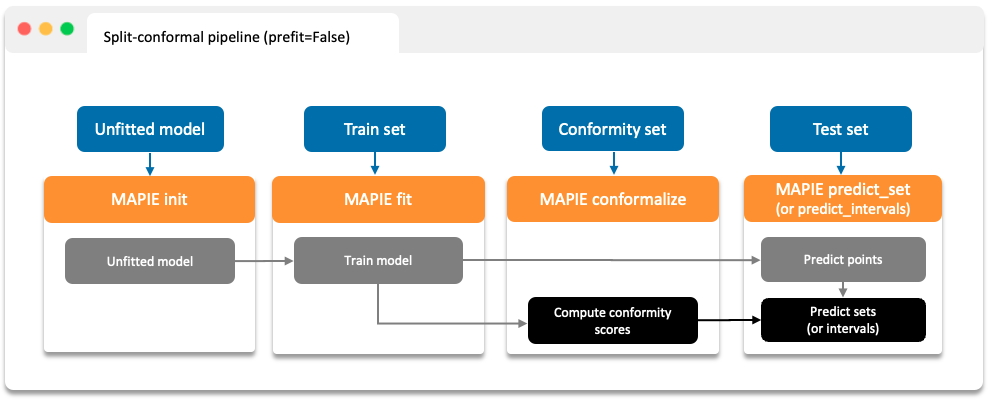 Split-conformal pipeline (prefit=False)
Unfitted model
Train set
Conformity set
Test set
MAPIE init
MAPIE fit
MAPIE conformalize
MAPIE predict_set
(or predict_intervals)
Unfitted model
Train model
Predict points
Compute conformity
scores
Predict sets
(or intervals)